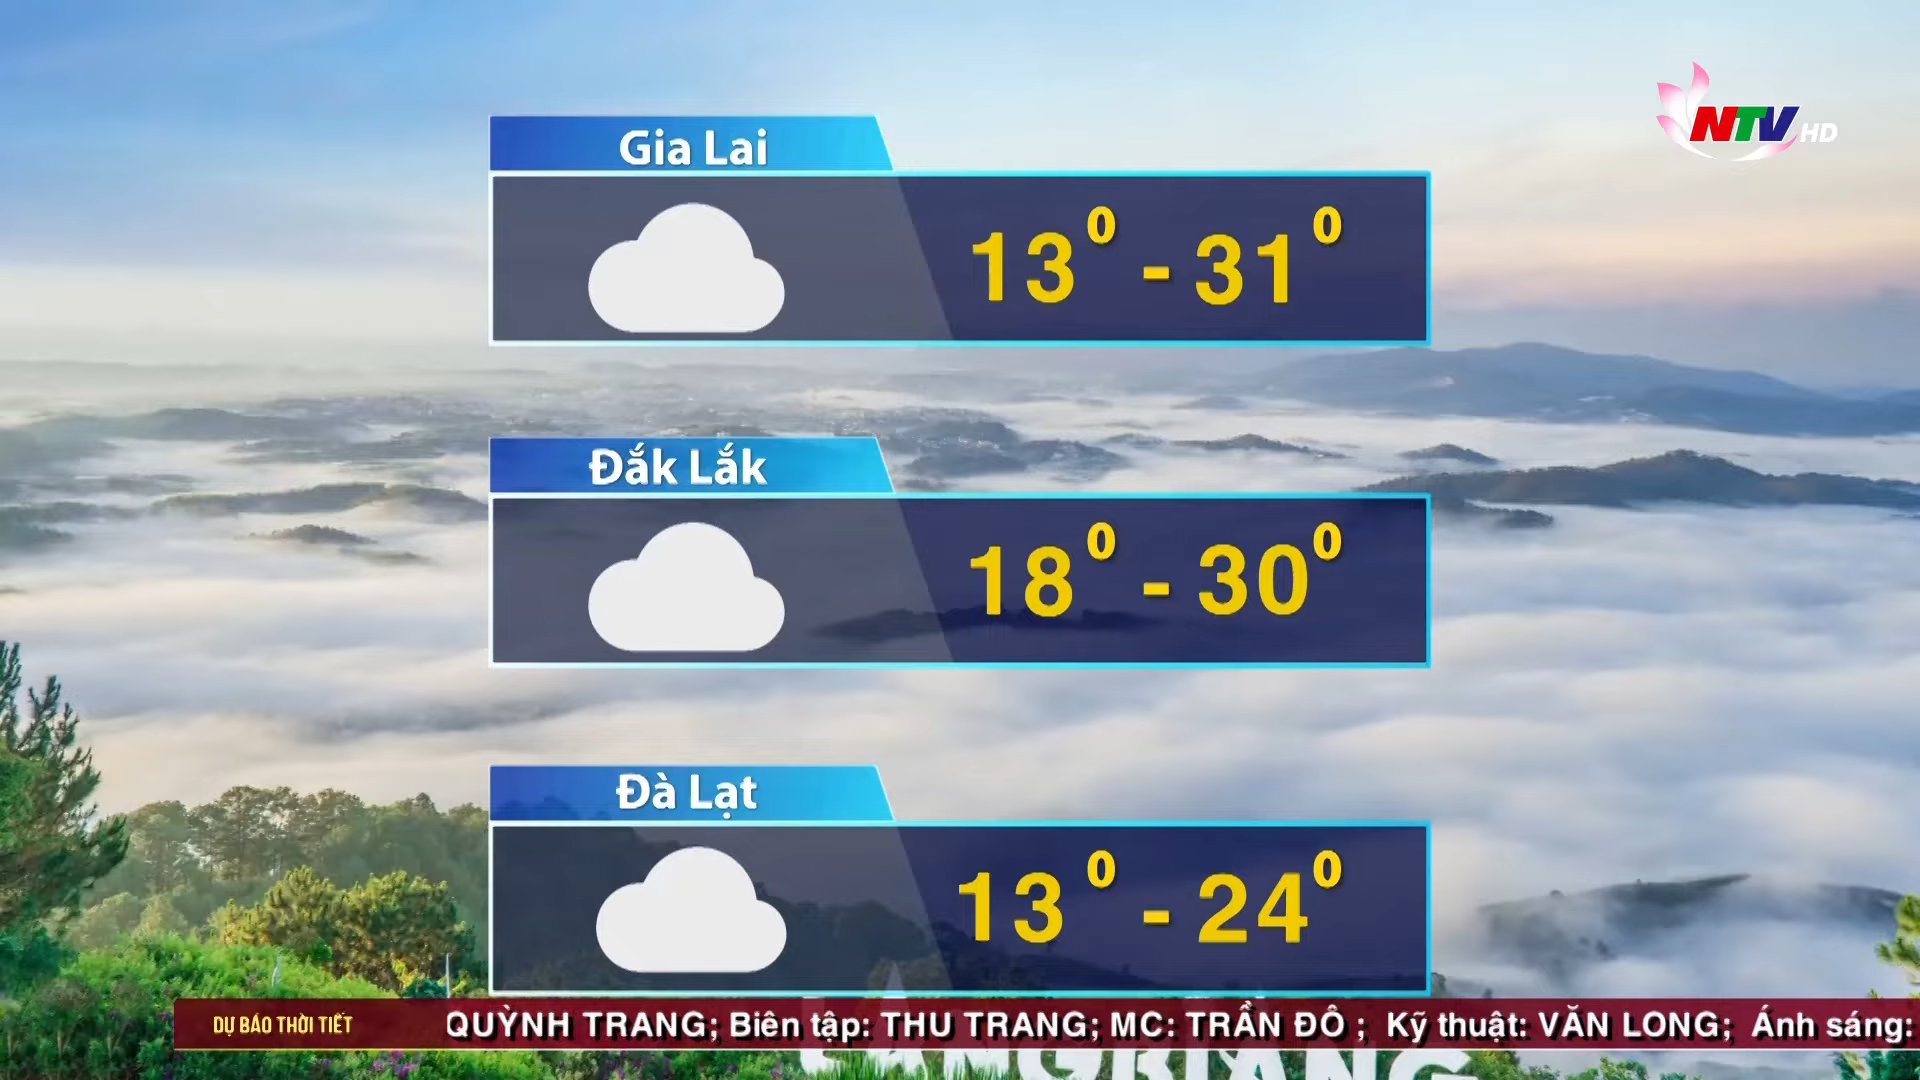 NTV HD
Gia Lai
13⁰ - 31⁰
Đắk Lắk
18⁰ - 30⁰
Đà Lạt
13⁰ - 24⁰
DỰ BÁO THỜI TIẾT
QUỲNH TRANG; Biên tập: THU TRANG; MC: TRẦN ĐÔ ; Kỹ thuật: VĂN LONG; Ánh sáng:
LANGBIANG